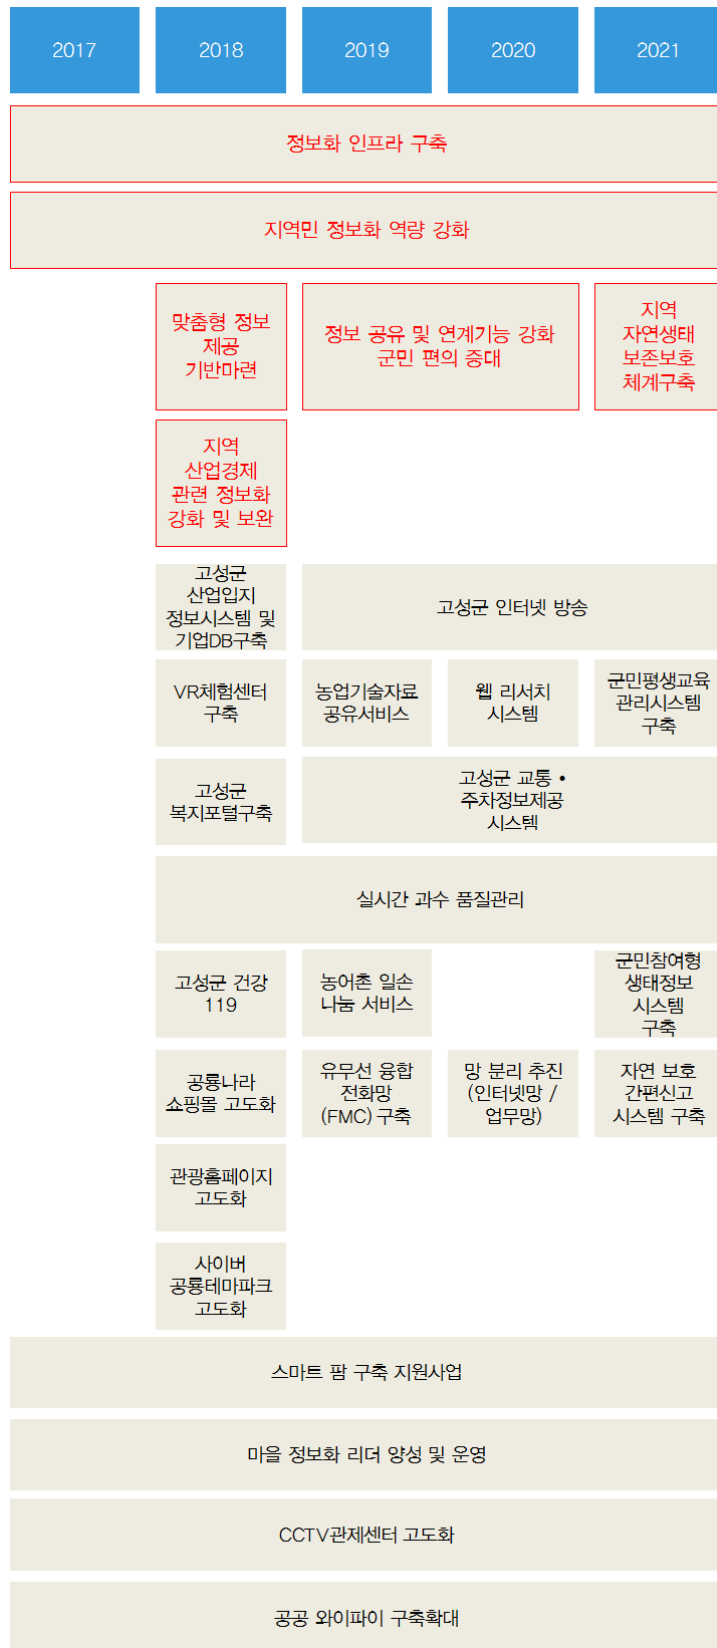 2017
2018
2019
2020
2021
정보화 인프라 구축
지역민 정보화 역량 강화
맞춤형 정보
제공
기반마련
정보 공유 및 연계기능 강화
군민 편의 증대
지역
자연생태
보존보호
체계구축
지역
산업경제
관련 정보화
강화 및 보완
고성군
산업입지
정보시스템 및
기업DB구축
고성군 인터넷 방송
VR체험센터
구축
농업기술자료
공유서비스
웹 리서치
시스템
군민평생교육
관리시스템
구축
고성군
복지포털구축
고성군 교통 •
주차정보제공
시스템
실시간 과수 품질관리
고성군 건강
119
농어촌 일손
나눔 서비스
군민참여형
생태정보
시스템
구축
공룡나라
쇼핑몰 고도화
유무선 융합
전화망
(FMC) 구축
망 분리 추진
(인터넷망 /
업무망)
자연 보호
간편신고
시스템 구축
관광홈페이지
고도화
사이버
공룡테마파크
고도화
스마트 팜 구축 지원사업
마을 정보화 리더 양성 및 운영
CCTV관제센터 고도화
공공 와이파이 구축확대